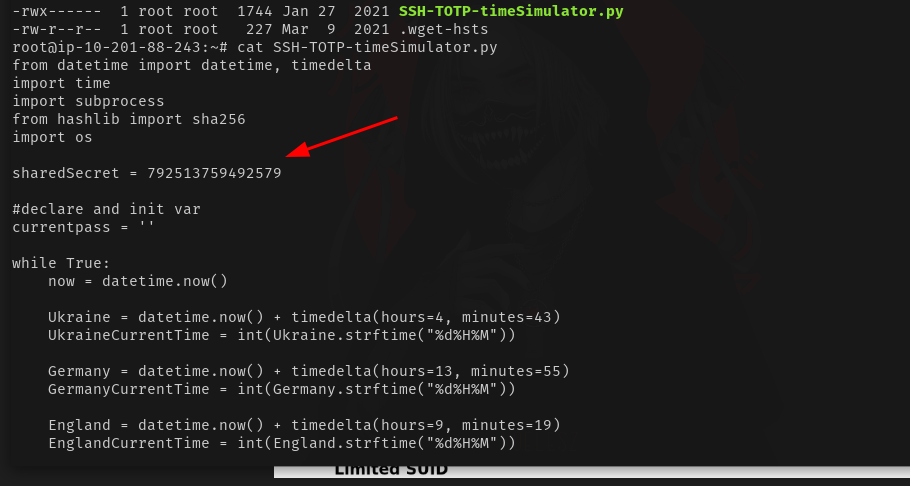 -rwx------  1 root root  1744 Jan 27  2021 SSH-TOTP-timeSimulator.py
-rw-r--r--  1 root root   227 Mar  9  2021 .wget-hsts
root@ip-10-201-88-243:~# cat SSH-TOTP-timeSimulator.py
from datetime import datetime, timedelta
import time
import subprocess
from hashlib import sha256
import os
sharedSecret = 792513759492579
#declare and init var
currentpass = ''
while True:
    now = datetime.now()
    Ukraine = datetime.now() + timedelta(hours=4, minutes=43)
    UkraineCurrentTime = int(Ukraine.strftime("%d%H%M"))
    Germany = datetime.now() + timedelta(hours=13, minutes=55)
    GermanyCurrentTime = int(Germany.strftime("%d%H%M"))
    England = datetime.now() + timedelta(hours=9, minutes=19)
    EnglandCurrentTime = int(England.strftime("%d%H%M"))
Limited SUID